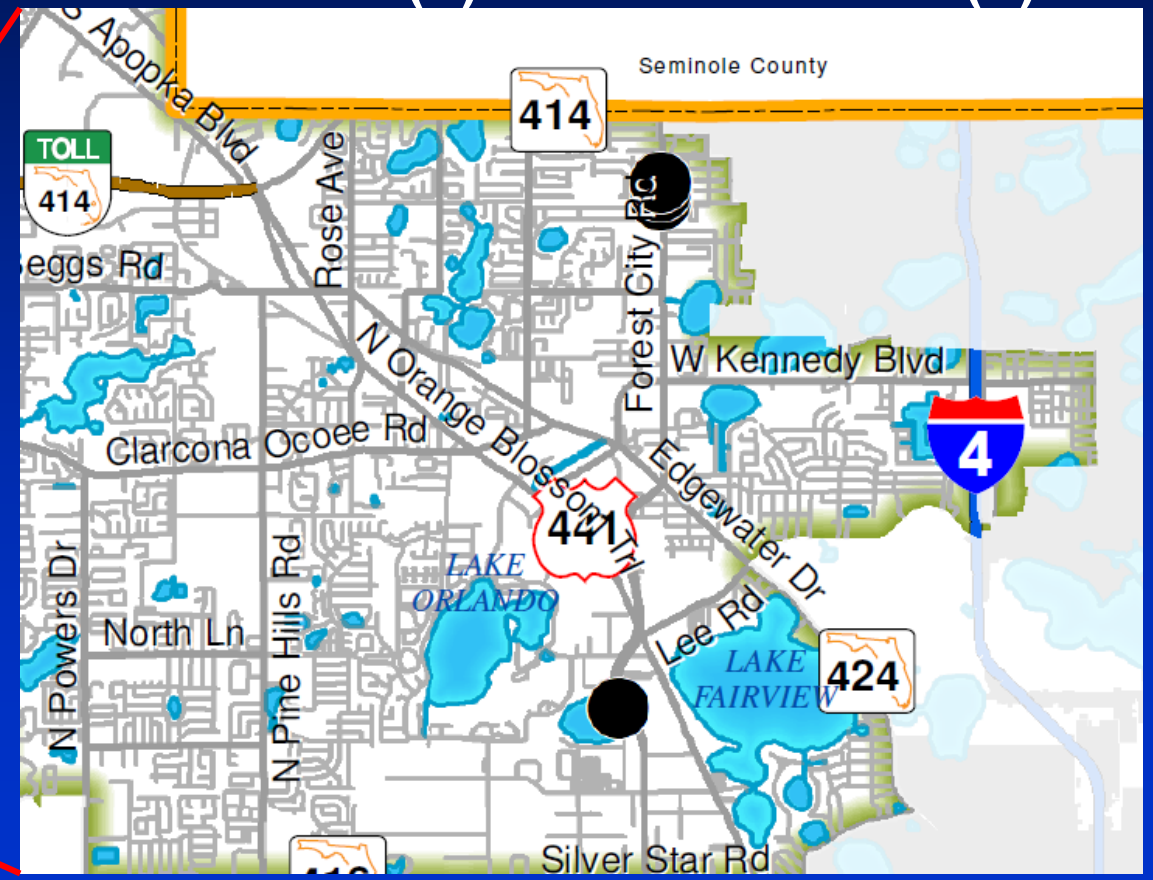 S Apopka Blvd
Seminole County
414
TOLL
414
Rose Ave
Forest City Rd
Beggs Rd
W Kennedy Blvd
N Orange Blossom Trl
Clarcona Ocoee Rd
4
Edgewater Dr
441
LAKE
ORLANDO
N Powers Dr
N Pine Hills Rd
North Ln
Lee Rd
LAKE
FAIRVIEW
424
Silver Star Rd
416